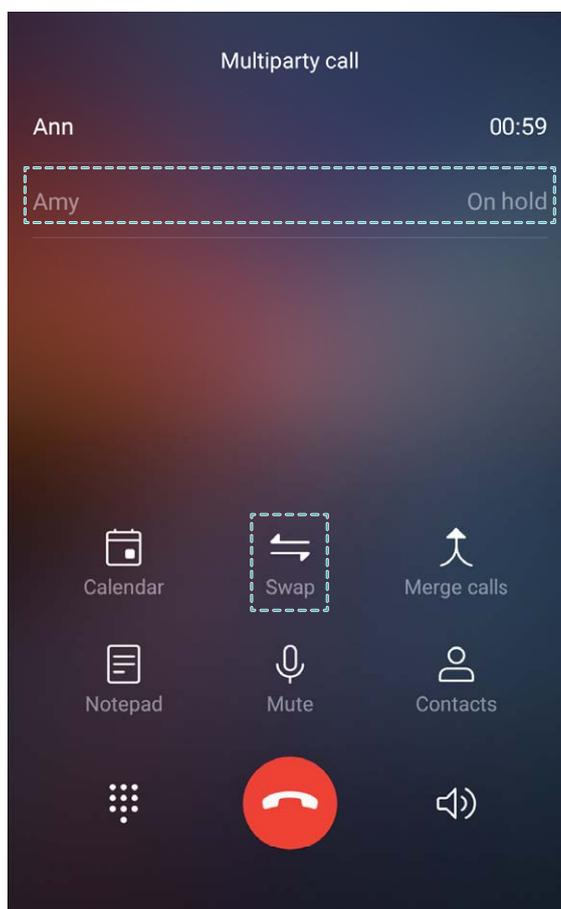 Multiparty call
Ann 00:59
Amy On hold
Calendar Swap Merge calls
Notepad Mute Contacts